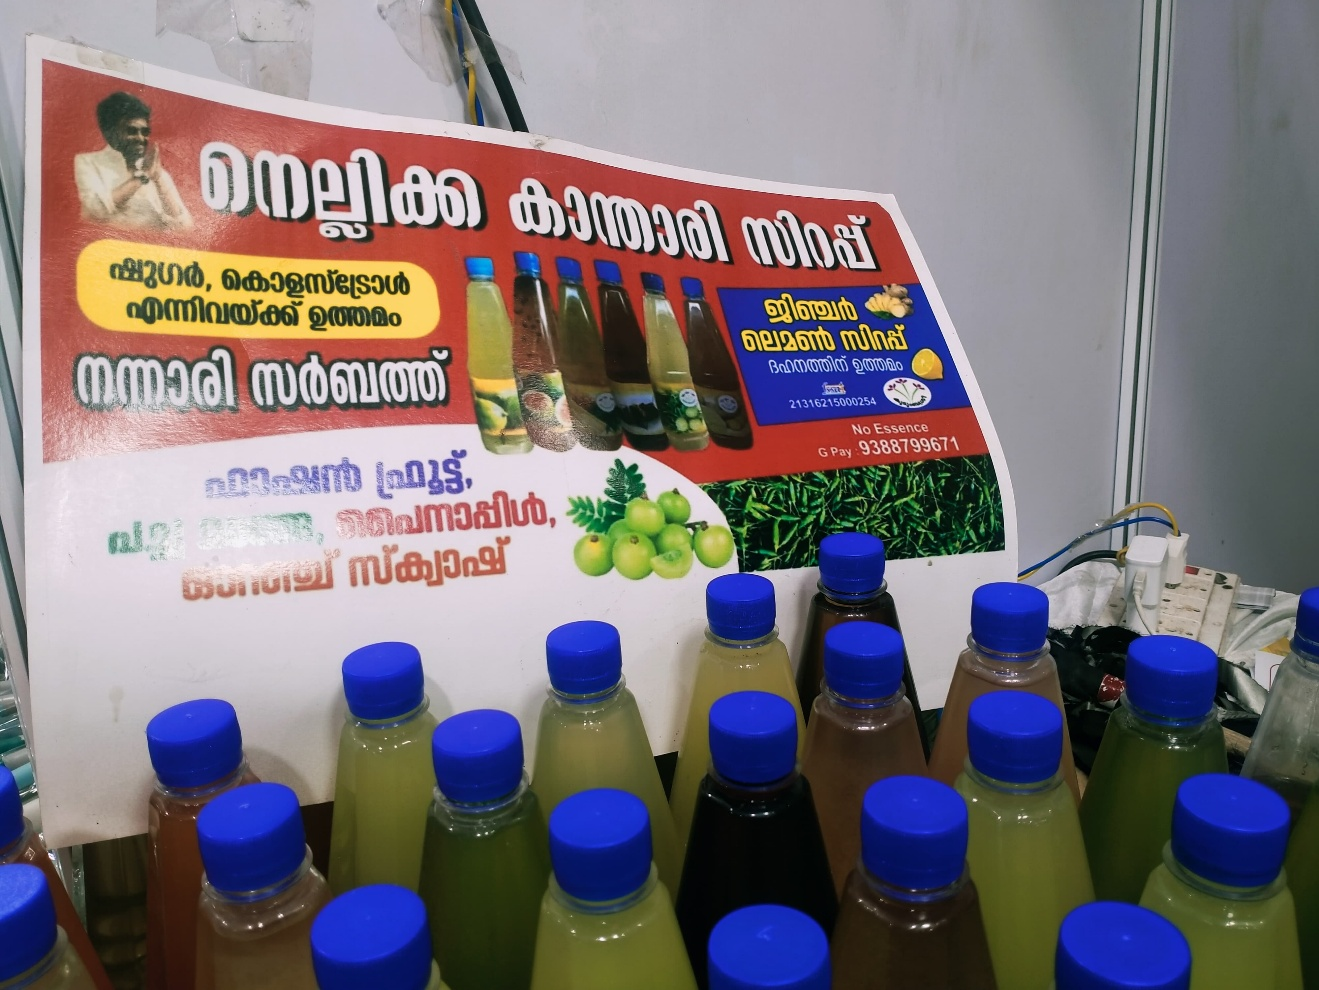 നെല്ലിക്ക കാന്താരി സിറപ്പ്
ഷുഗർ, കൊളസ്ട്രോൾ
എന്നിവയ്ക്ക് ഉത്തമം
നന്നാരി സർബത്ത്
ജിഞ്ചർ
ലെമൺ സിറപ്പ്
ദഹനത്തിന് ഉത്തമം
21316215000254
No Essence
G Pay : 9388799671
ഫാഷൻ ഫ്രൂട്ട്,
പൈനാപ്പിൾ,
സ്ക്വാഷ്